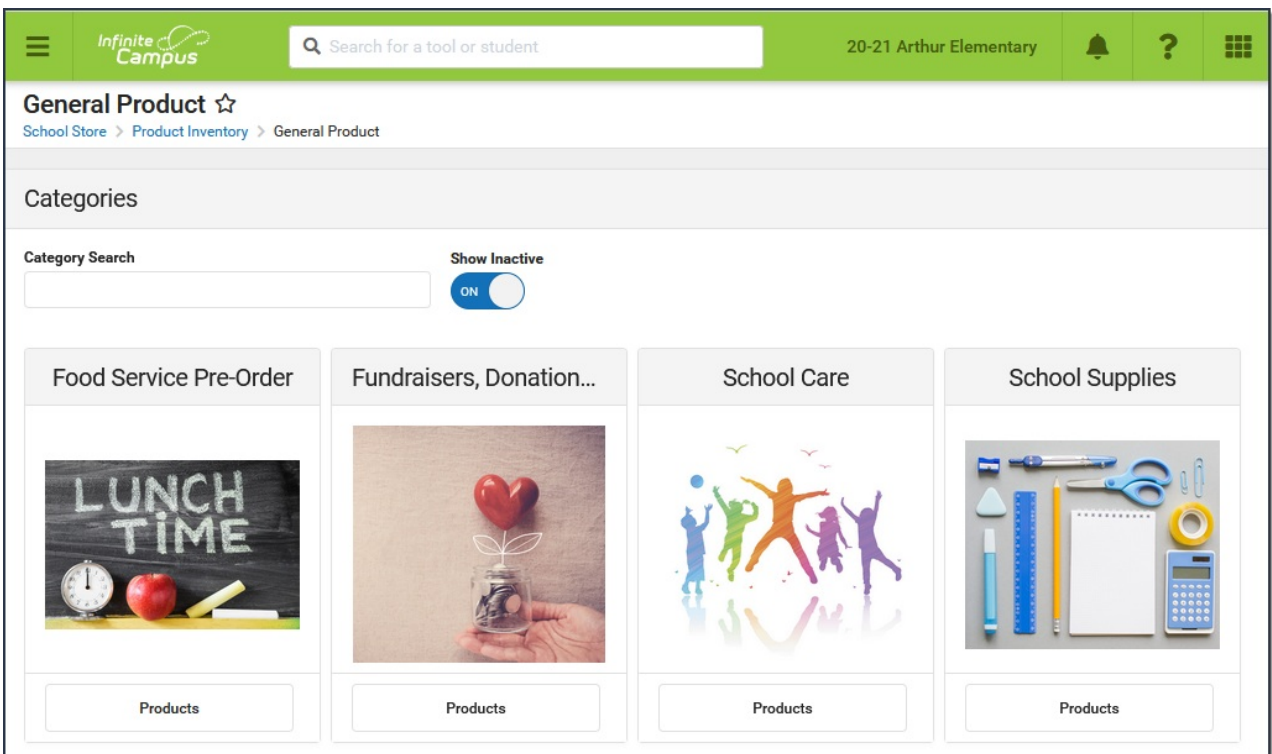 Infinite
Campus
Search for a tool or student
20-21 Arthur Elementary
?
General Product
School Store > Product Inventory > General Product
Categories
Category Search
Show Inactive
ON
Food Service Pre-Order
Fundraisers, Donation...
School Care
School Supplies
LUNCH
TiME
Products
Products
Products
Products